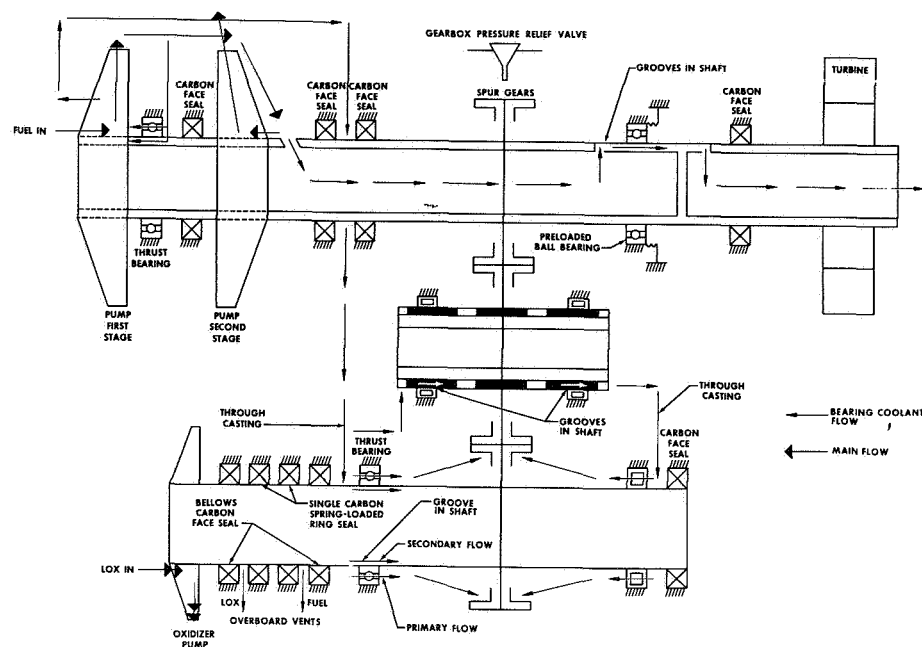 GEARBOX PRESSURE RELIEF VALVE
GROOVES IN SHAFT
TURBINE
CARBON
FACE
SEAL
CARBON
FACE
SEAL
CARBON
FACE
SEAL
SPUR GEARS
CARBON
FACE
SEAL
FUEL IN
THRUST
BEARING
PRELOADED
BALL BEARING
PUMP
FIRST
STAGE
PUMP
SECOND
STAGE
THROUGH
CASTING
THROUGH
CASTING
GROOVES
IN SHAFT
BEARING COOLANT
FLOW
THRUST
BEARING
CARBON
FACE
SEAL
MAIN FLOW
BELLOWS
CARBON
FACE SEAL
SINGLE CARBON
SPRING-LOADED
RING SEAL
GROOVE
IN SHAFT
SECONDARY FLOW
LOX IN
LOX
FUEL
OVERBOARD VENTS
PRIMARY FLOW
OXIDIZER
PUMP